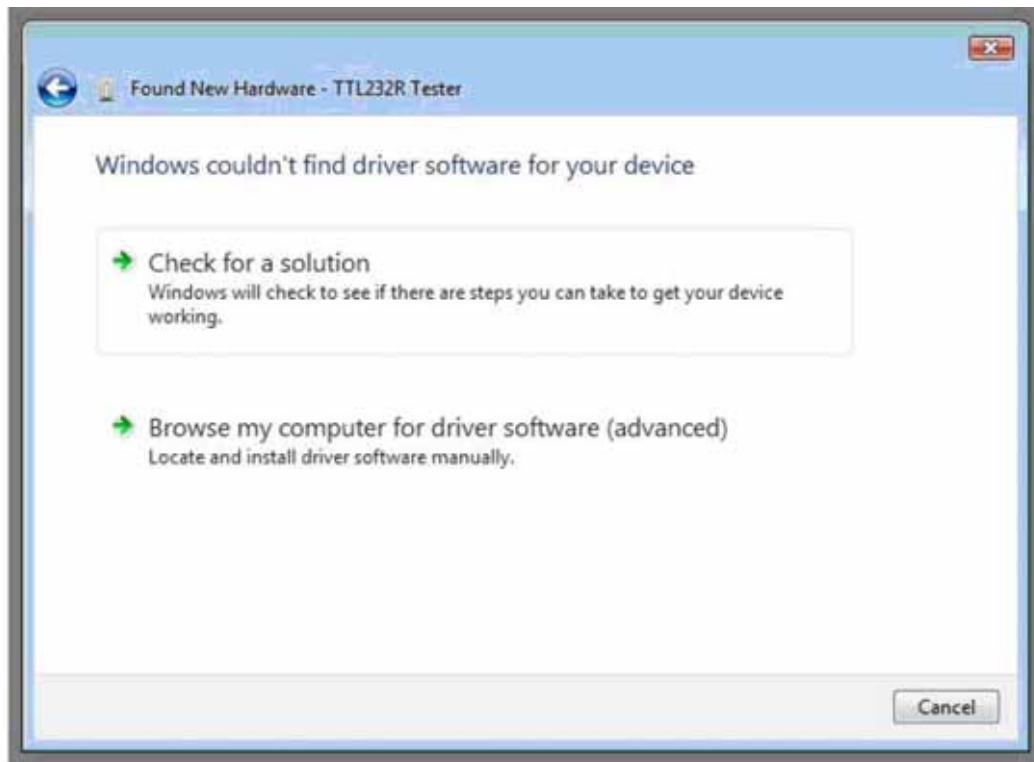 Found New Hardware - TTL232R Tester
Windows couldn't find driver software for your device
Check for a solution
Windows will check to see if there are steps you can take to get your device
working.
Browse my computer for driver software (advanced)
Locate and install driver software manually.
Cancel